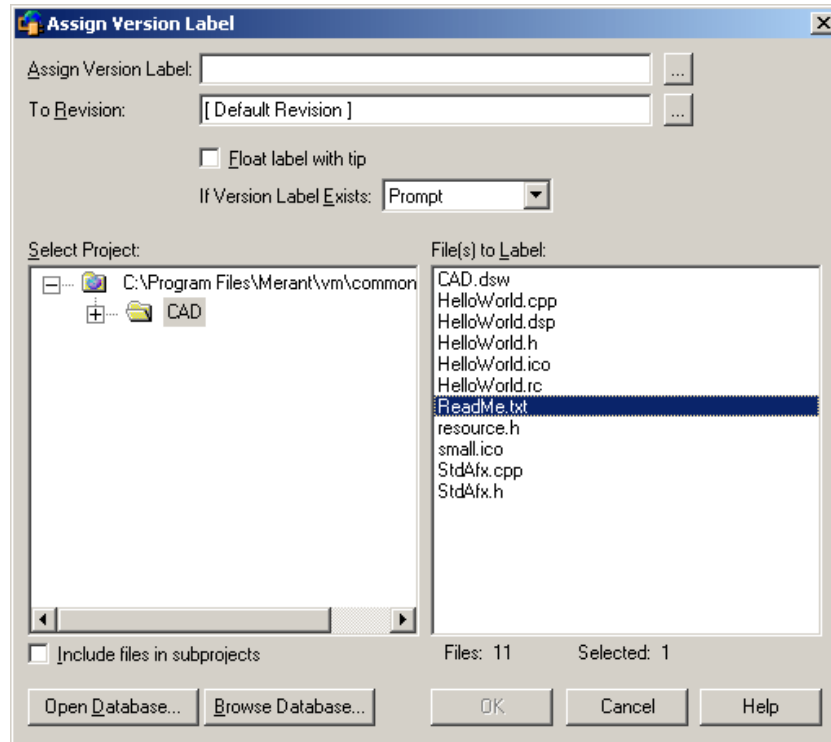 Assign Version Label
Assign Version Label: ...
To Revision: [ Default Revision ] ...
Float label with tip
If Version Label Exists: Prompt
Select Project:
C:\Program Files\Merant\vm\common
CAD
File(s) to Label:
CAD.dsw
HelloWorld.cpp
HelloWorld.dsp
HelloWorld.h
HelloWorld.ico
HelloWorld.rc
ReadMe.txt
resource.h
small.ico
StdAfx.cpp
StdAfx.h
Include files in subprojects
Files: 11 Selected: 1
Open Database... Browse Database... OK Cancel Help